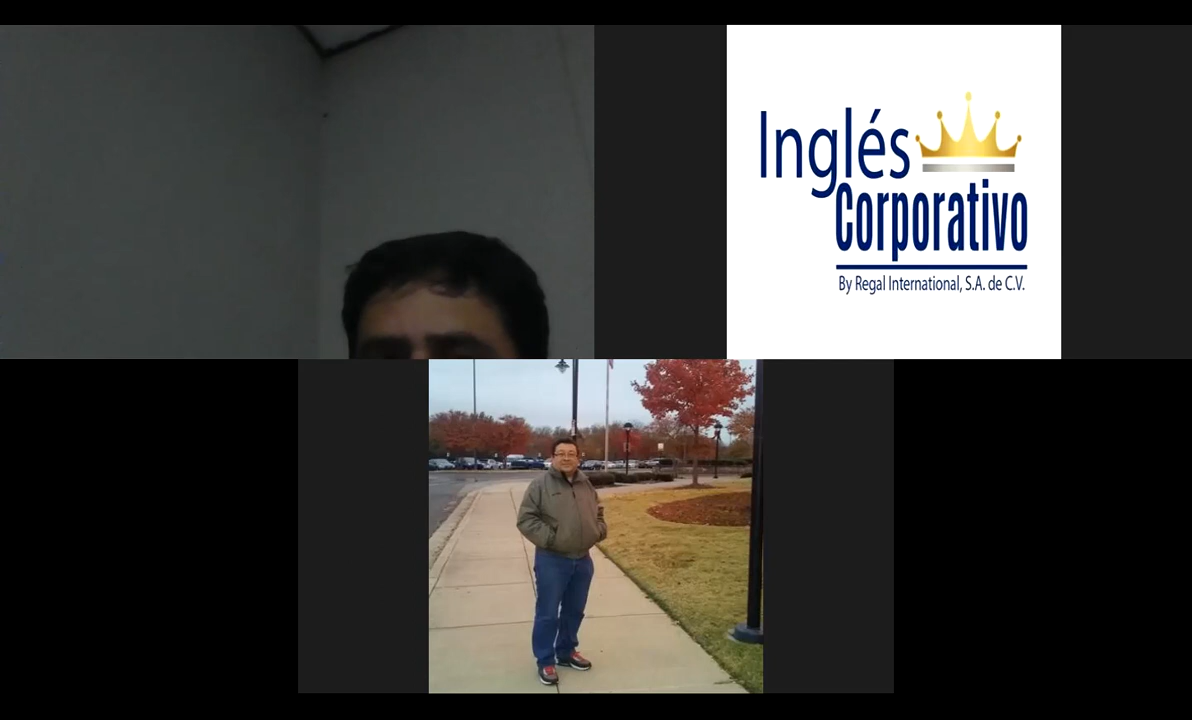 Inglés
Corporativo
By Regal International, S.A. de C.V.